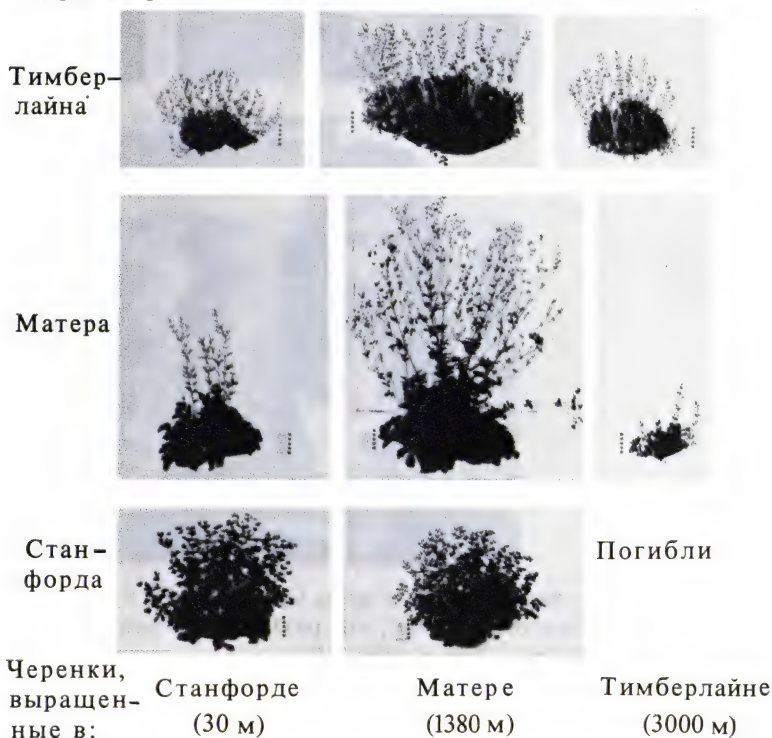 Тимбер-
лайна
Матера
Стан-
форда
Погибли
Черенки,
выращен-
ные в:
Станфорде
(30 м)
Матере
(1380 м)
Тимберлайне
(3000 м)